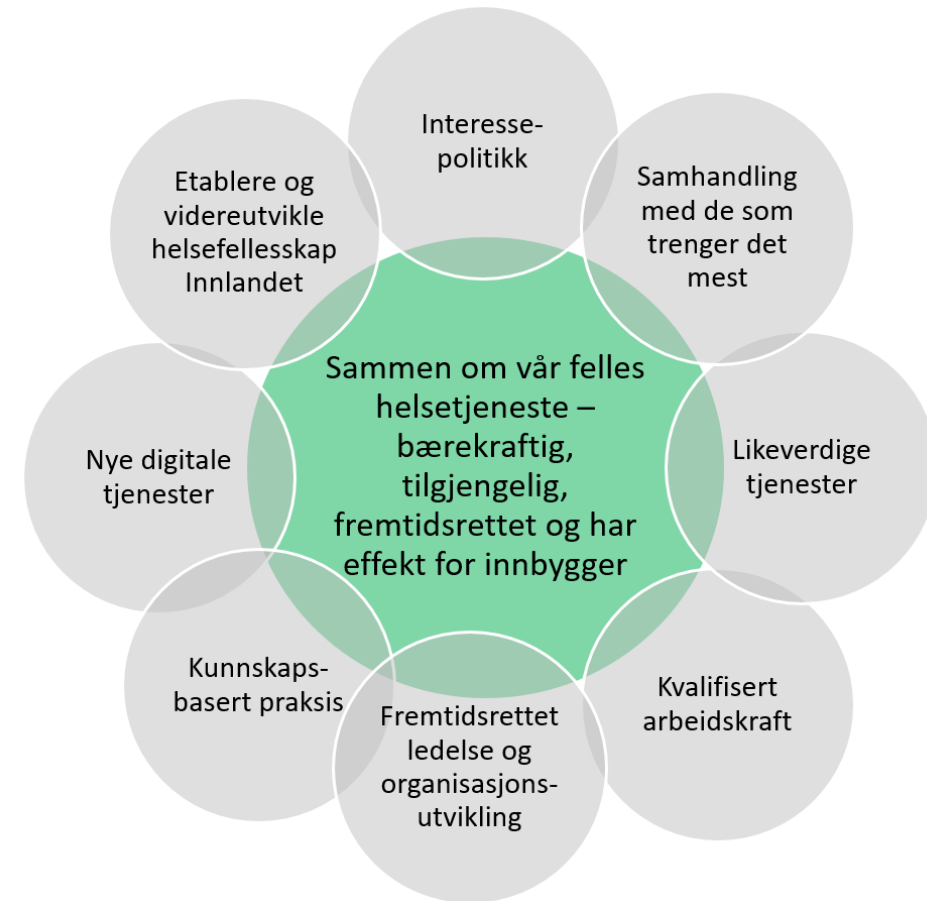 Interesse-
politikk
Samhandling
med de som
trenger det
mest
Likeverdige
tjenester
Kvalifisert
arbeidskraft
Fremtidsrettet
ledelse og
organisasjons-
utvikling
Kunnskaps-
basert praksis
Nye digitale
tjenester
Etablere og
videreutvikle
helsefellesskap
Innlandet
Sammen om vår felles
helsetjeneste –
bærekraftig,
tilgjengelig,
fremtidsrettet og har
effekt for innbygger